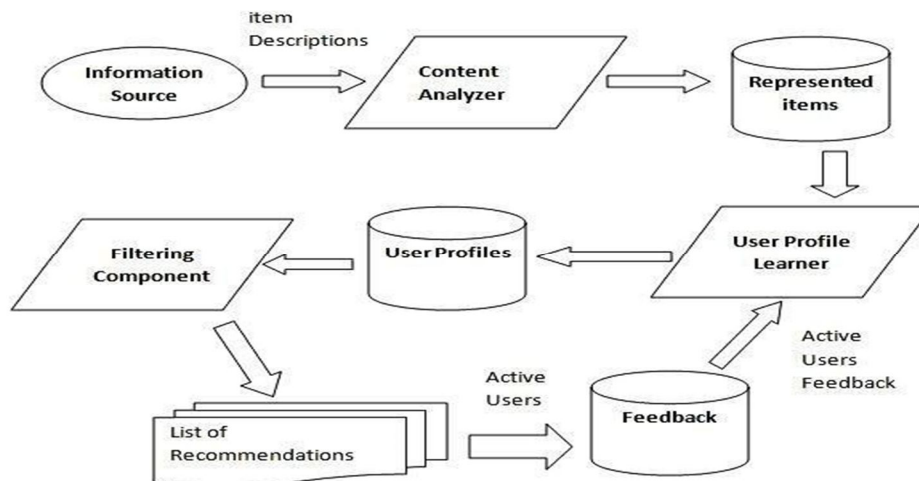 item
Descriptions
Information
Source
Content
Analyzer
Represented
items
Filtering
Component
User Profiles
User Profile
Learner
Active
Users
Feedback
Active
Users
List of
Recommendations
Feedback